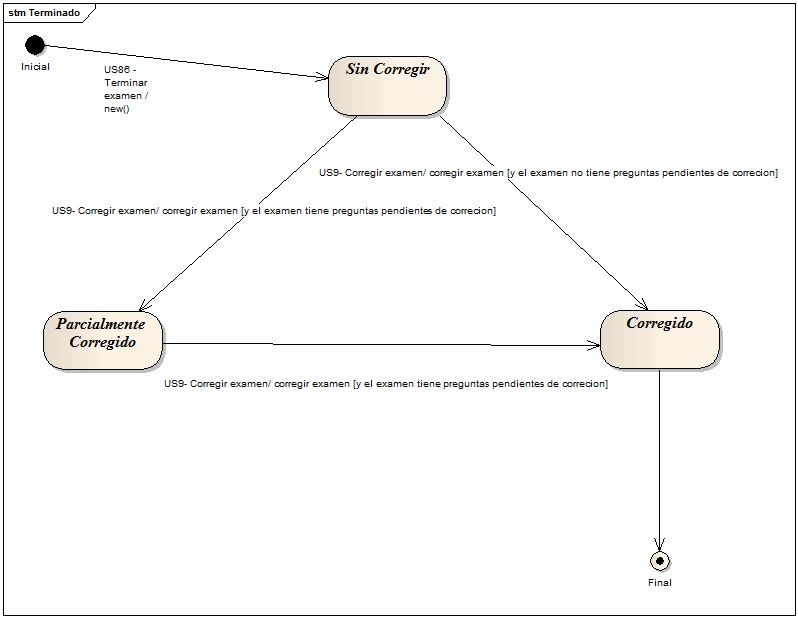 stm Terminado
Inicial
US86 -
Terminar
examen /
new()
Sin Corregir
US9- Corregir examen/ corregir examen [y el examen no tiene preguntas pendientes de correcion]
US9- Corregir examen/ corregir examen [y el examen tiene preguntas pendientes de correcion]
Parcialmente
Corregido
Corregido
US9- Corregir examen/ corregir examen [y el examen tiene preguntas pendientes de correcion]
Final